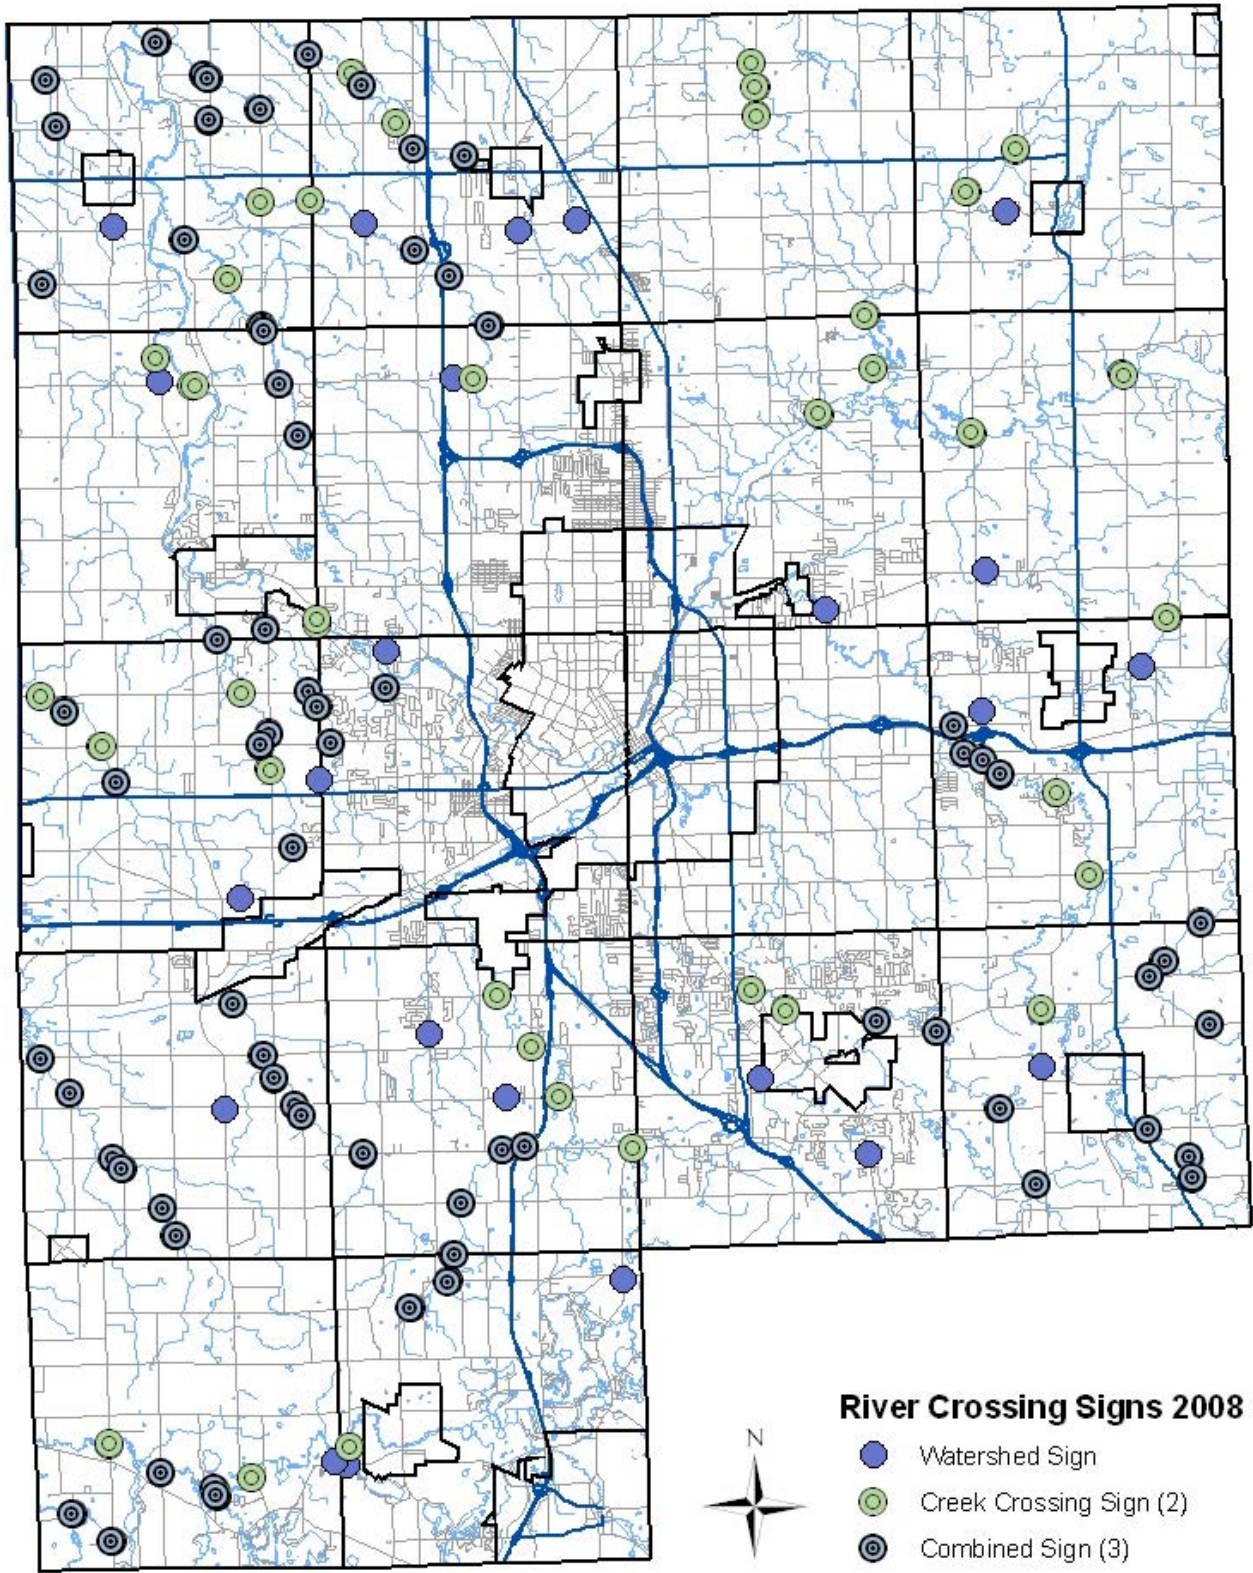 River Crossing Signs 2008
N
Watershed Sign
Creek Crossing Sign (2)
Combined Sign (3)